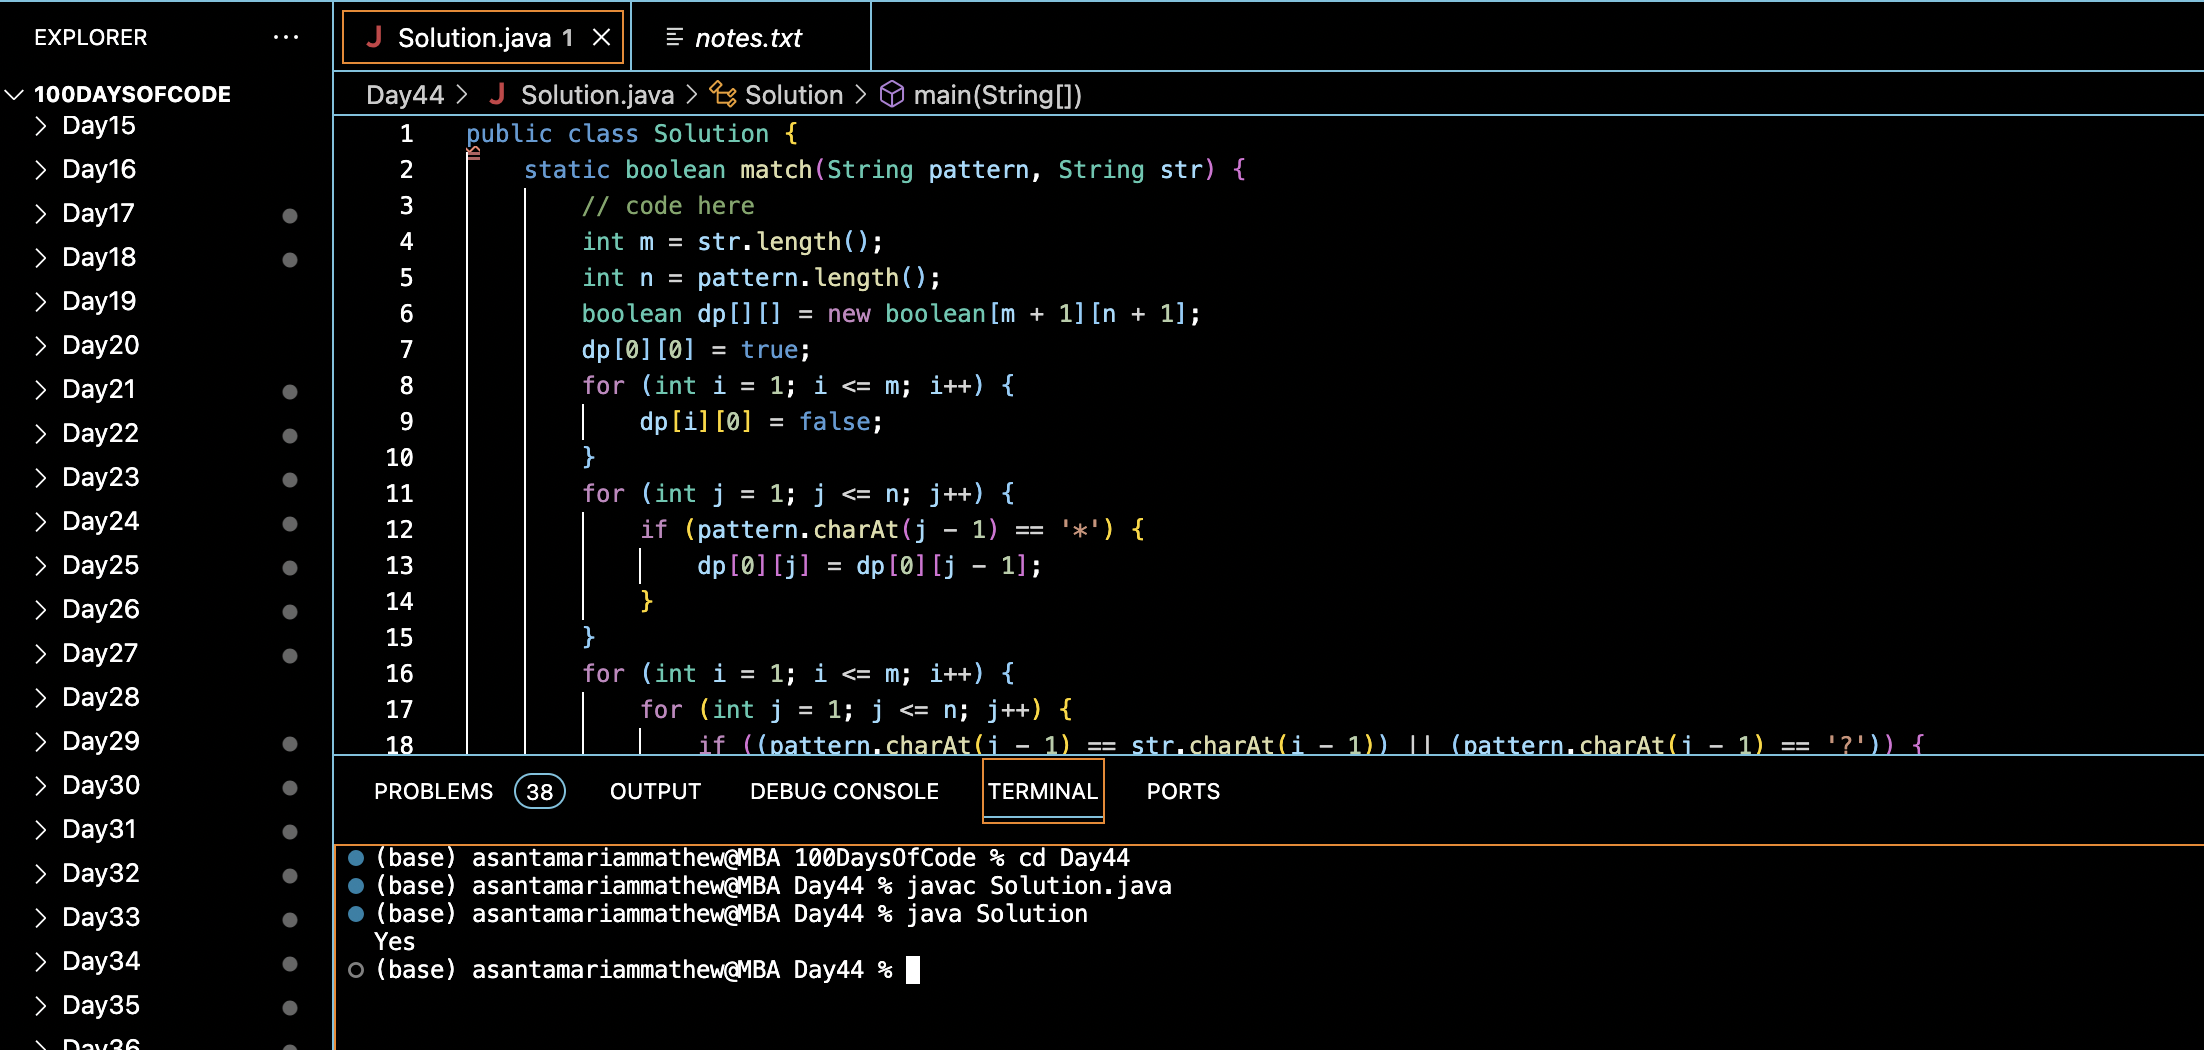 EXPLORER
100DAYSOFCODE
Day15
Day16
Day17
Day18
Day19
Day20
Day21
Day22
Day23
Day24
Day25
Day26
Day27
Day28
Day29
Day30
Day31
Day32
Day33
Day34
Day35
Day36
J Solution.java 1
notes.txt
Day44 > J Solution.java > Solution > main(String[])
1 public class Solution {
2 static boolean match(String pattern, String str) {
3 // code here
4 int m = str.length();
5 int n = pattern.length();
6 boolean dp[][] = new boolean[m + 1][n + 1];
7 dp[0][0] = true;
8 for (int i = 1; i <= m; i++) {
9 dp[i][0] = false;
10 }
11 for (int j = 1; j <= n; j++) {
12 if (pattern.charAt(j - 1) == '*') {
13 dp[0][j] = dp[0][j - 1];
14 }
15 }
16 for (int i = 1; i <= m; i++) {
17 for (int j = 1; j <= n; j++) {
18 if ((pattern.charAt(j - 1) == str.charAt(i - 1)) || (pattern.charAt(j - 1) == '?')) {
PROBLEMS 38 OUTPUT DEBUG CONSOLE TERMINAL PORTS
(base) asantamariammathew@MBA 100DaysOfCode % cd Day44
(base) asantamariammathew@MBA Day44 % javac Solution.java
(base) asantamariammathew@MBA Day44 % java Solution
Yes
(base) asantamariammathew@MBA Day44 %